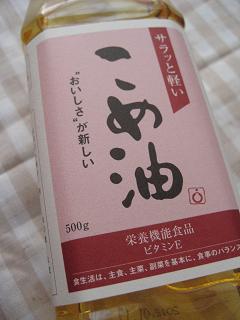 サラッと軽い
こめ油
"おいしさ"が新しい
500g
栄養機能食品
ビタミンE
食生活は、主食、主菜、副菜を基本に、食事のバランス